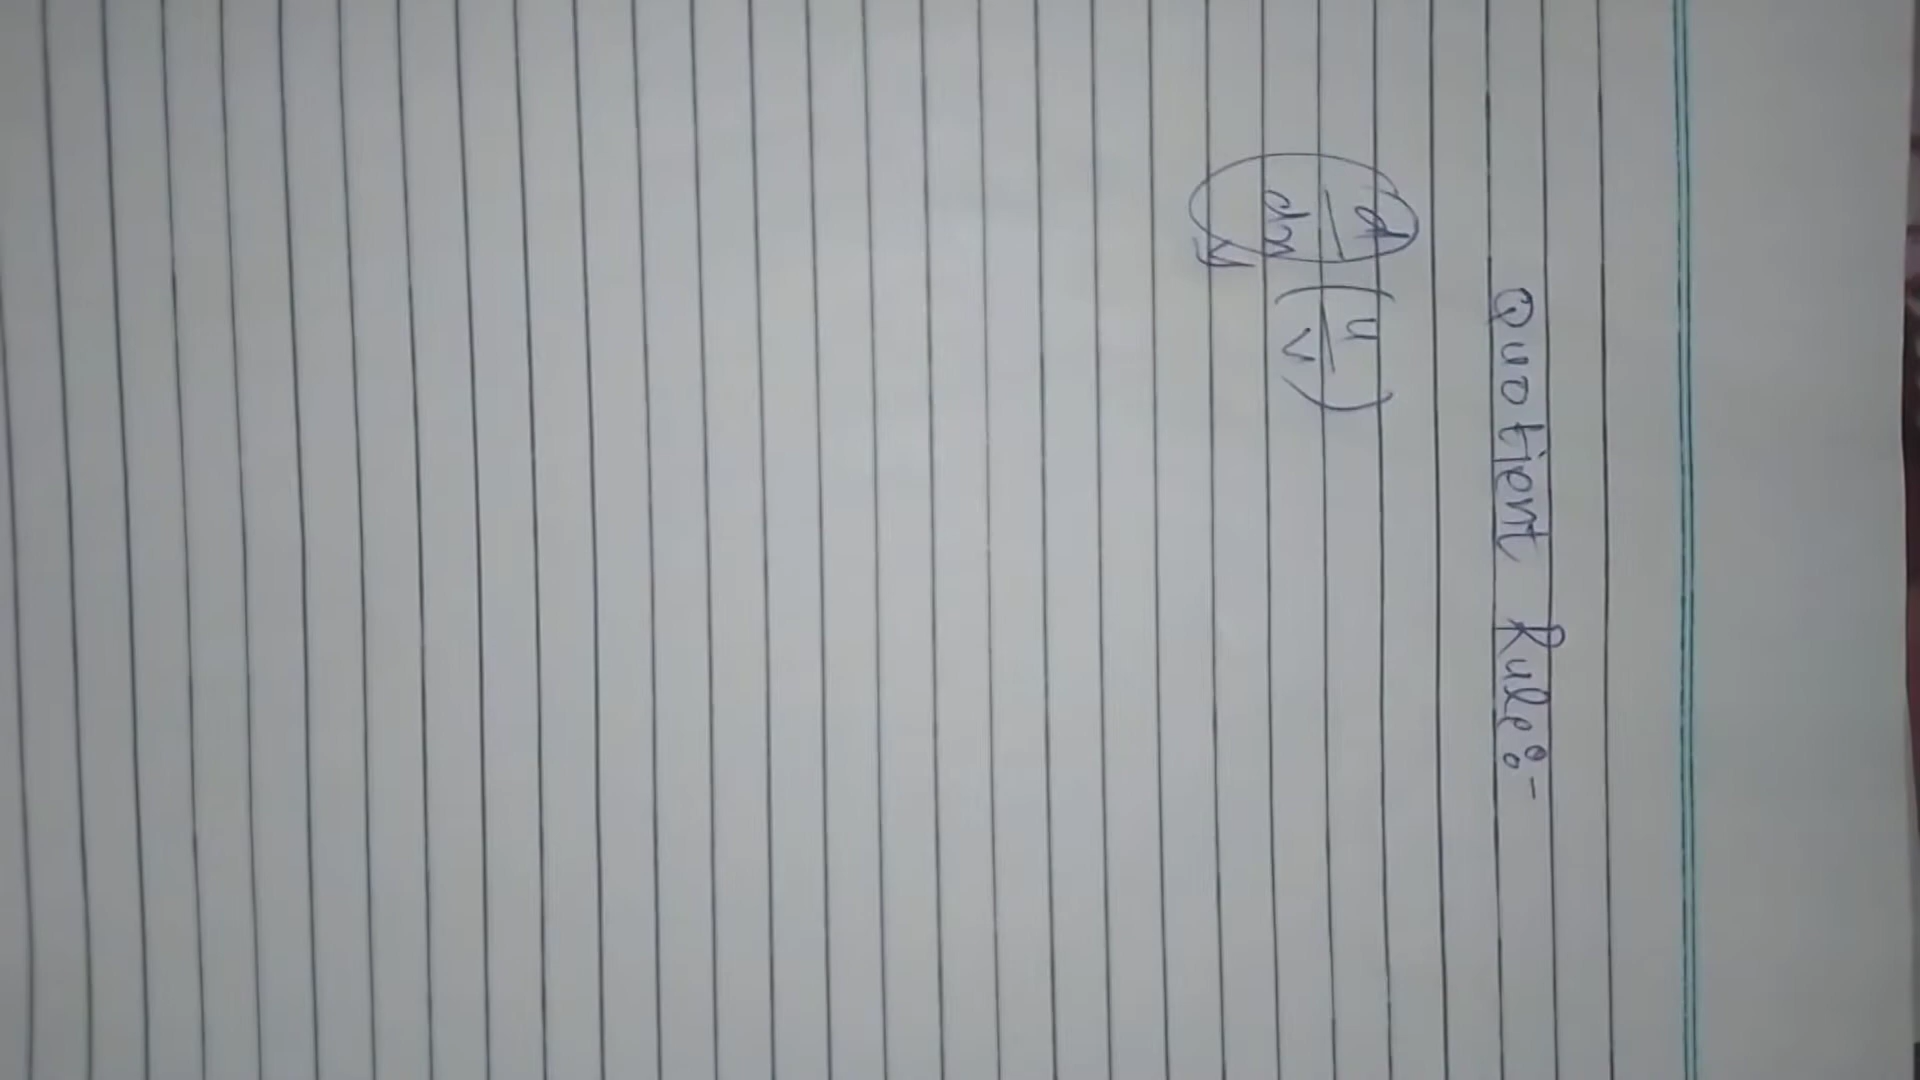 Quotient Rule:-
d/dx (u/v)
y